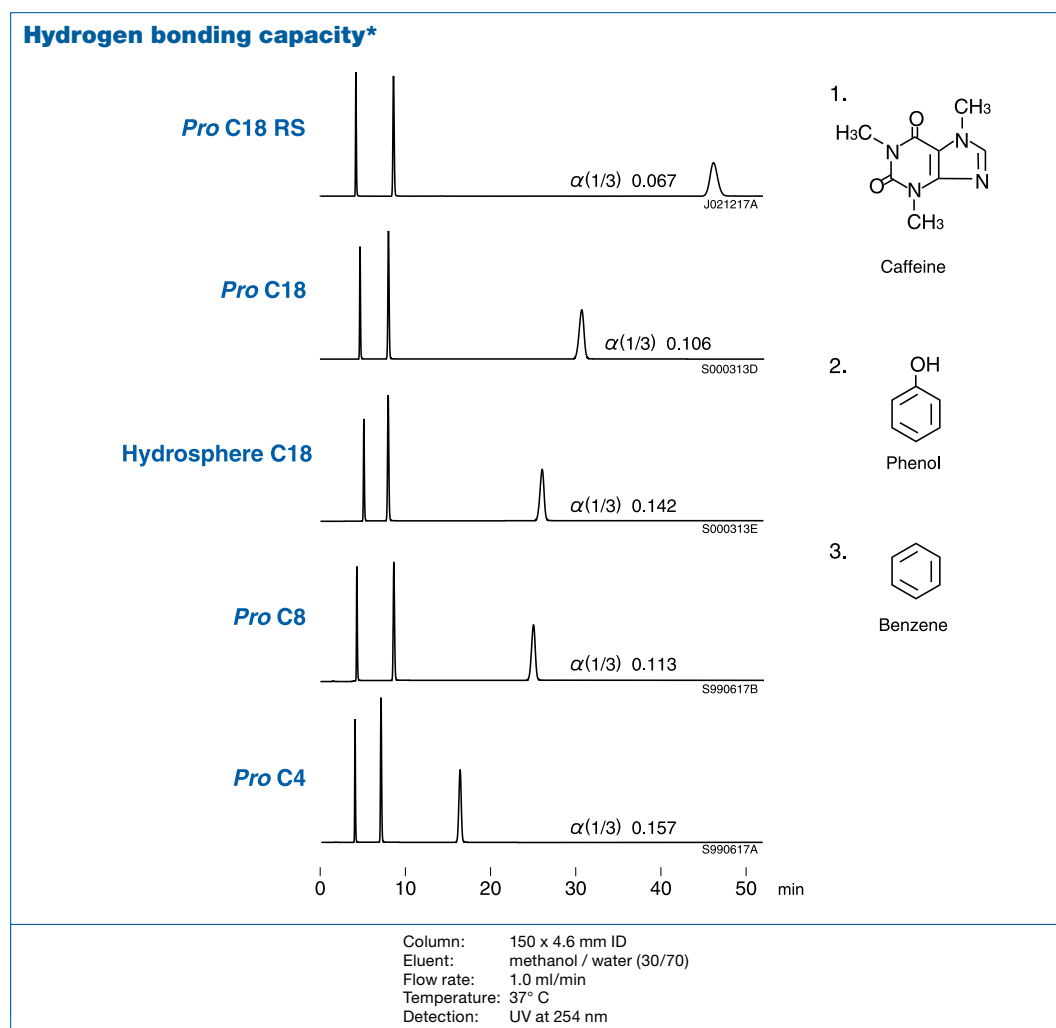 Hydrogen bonding capacity*
Pro C18 RS
α(1/3) 0.067
J021217A
Pro C18
α(1/3) 0.106
S000313D
Hydrosphere C18
α(1/3) 0.142
S000313E
Pro C8
α(1/3) 0.113
S990617B
Pro C4
α(1/3) 0.157
S990617A
0 10 20 30 40 50 min
1.
CH3
O
H3C
N
N
O
N
N
CH3
Caffeine
2.
OH
Phenol
3.
Benzene
Column: 150 x 4.6 mm ID
Eluent: methanol / water (30/70)
Flow rate: 1.0 ml/min
Temperature: 37° C
Detection: UV at 254 nm